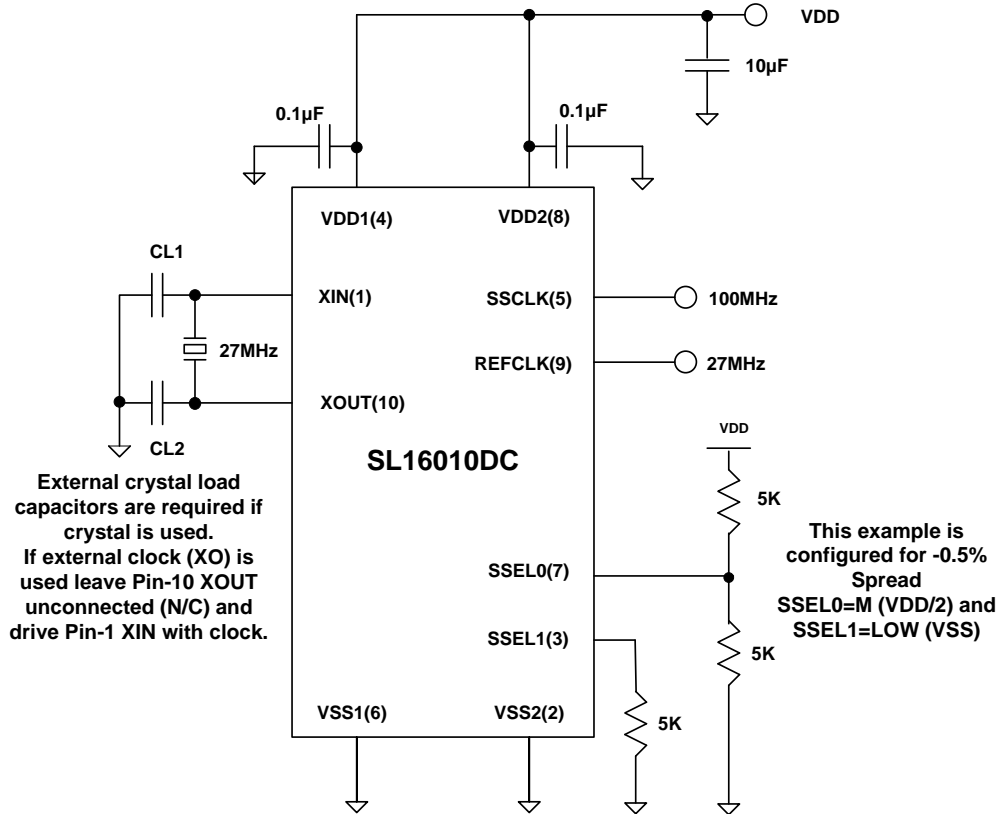 VDD
10µF
0.1µF
0.1µF
VDD1(4)
VDD2(8)
CL1
XIN(1)
SSCLK(5)
100MHz
27MHz
REFCLK(9)
27MHz
XOUT(10)
CL2
SL16010DC
VDD
External crystal load
capacitors are required if
crystal is used.
If external clock (XO) is
used leave Pin-10 XOUT
unconnected (N/C) and
drive Pin-1 XIN with clock.
5K
This example is
configured for -0.5%
Spread
SSEL0=M (VDD/2) and
SSEL1=LOW (VSS)
SSEL0(7)
SSEL1(3)
5K
5K
VSS1(6)
VSS2(2)